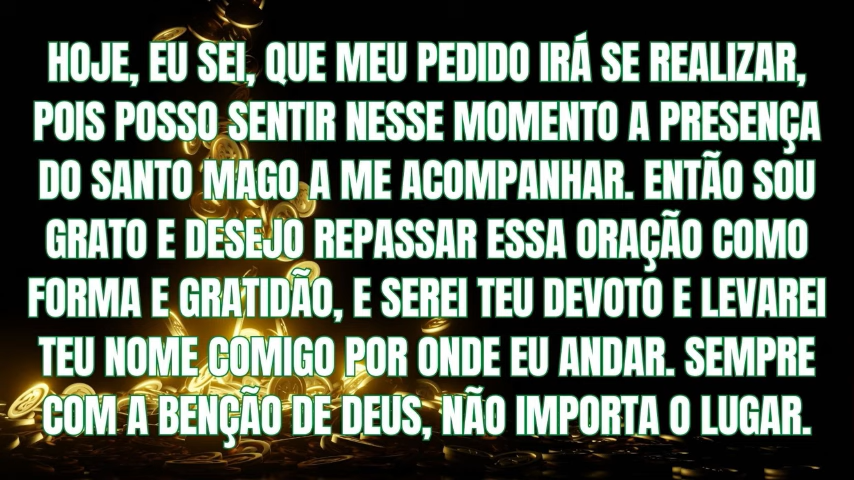 HOJE, EU SEI, QUE MEU PEDIDO IRÁ SE REALIZAR,
POIS POSSO SENTIR NESSE MOMENTO A PRESENÇA
DO SANTO MAGO A ME ACOMPANHAR. ENTÃO SOU
GRATO E DESEJO REPASSAR ESSA ORAÇÃO COMO
FORMA E GRATIDÃO, E SEREI TEU DEVOTO E LEVAREI
TEU NOME COMIGO POR ONDE EU ANDAR. SEMPRE
COM A BENÇÃO DE DEUS, NÃO IMPORTA O LUGAR.